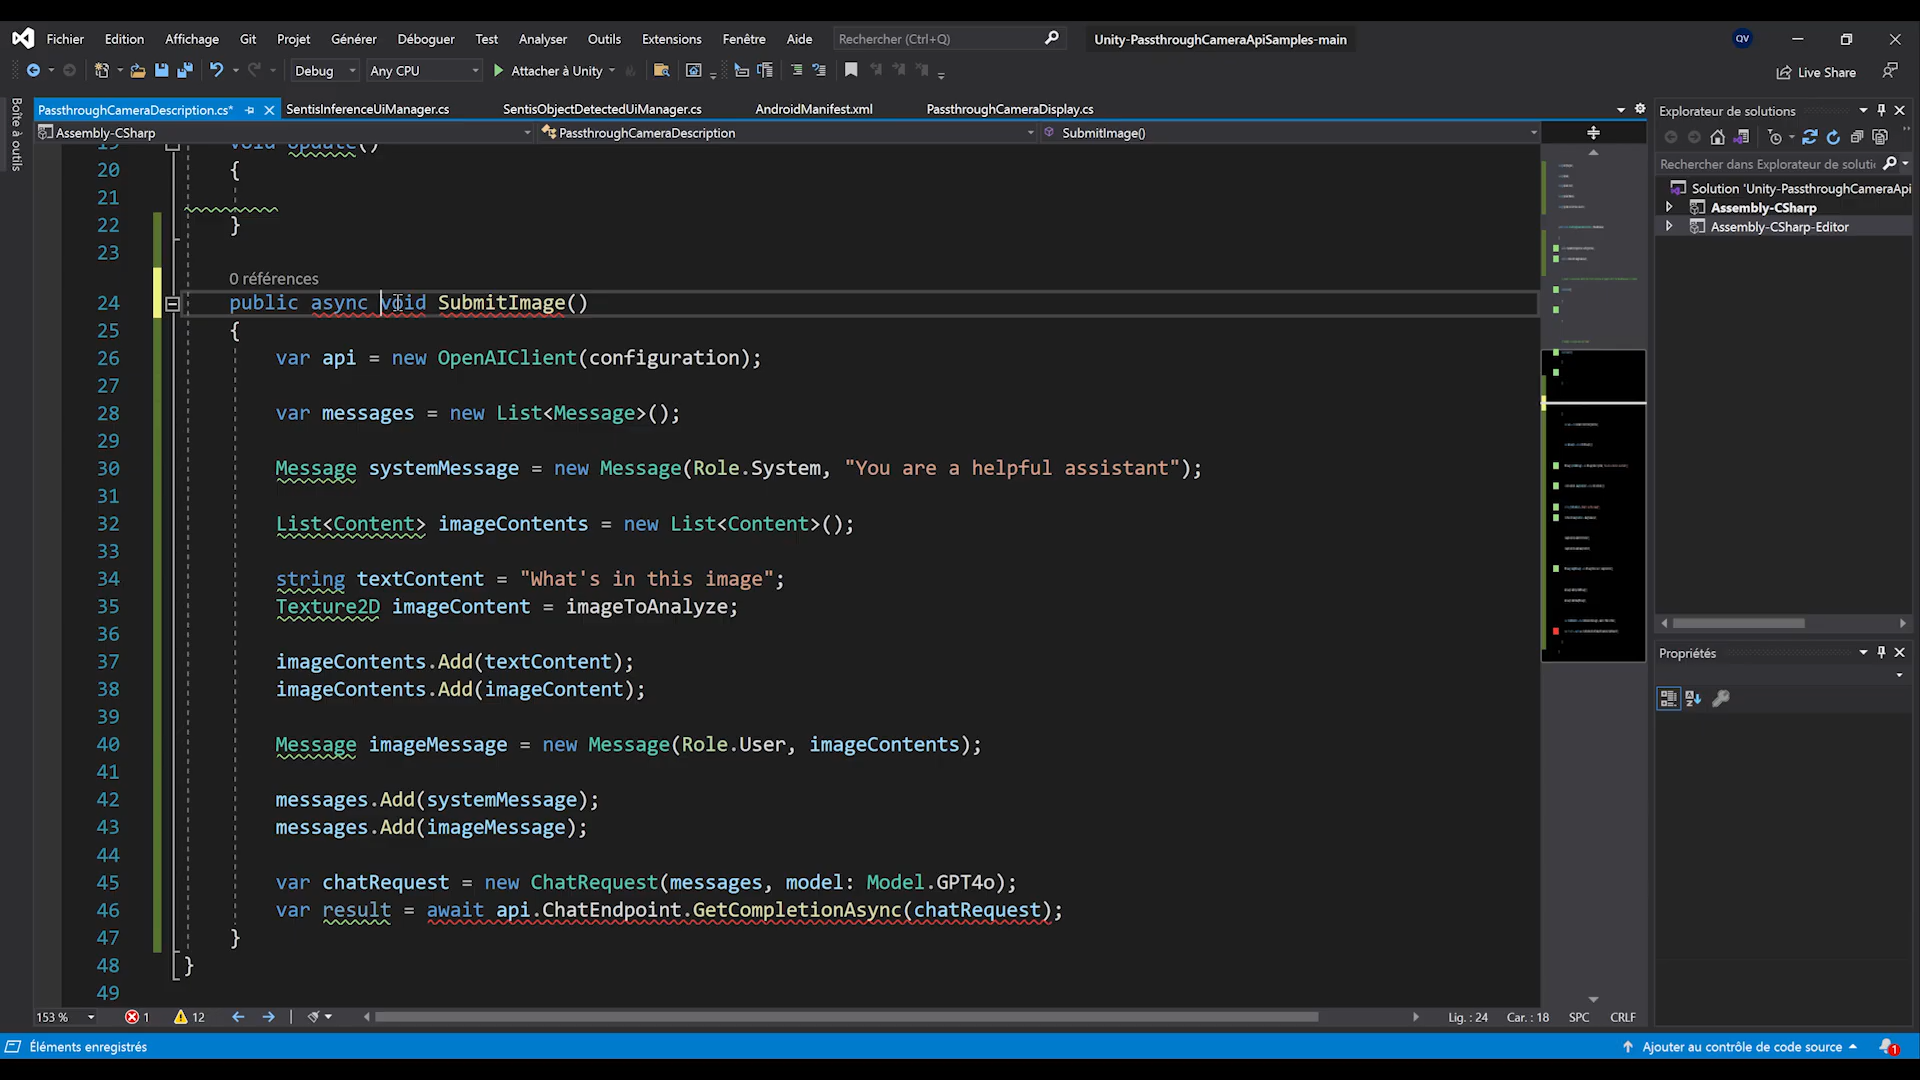 Fichier Edition Affichage Git Projet Générer Déboguer Test Analyser Outils Extensions Fenêtre Aide Rechercher (Ctrl+Q) Unity-PassthroughCameraApiSamples-main QV
Debug Any CPU Attacher à Unity Live Share
Boîte à outils
PassthroughCameraDescription.cs* SentisInferenceUiManager.cs SentisObjectDetectedUiManager.cs AndroidManifest.xml PassthroughCameraDisplay.cs
Assembly-CSharp PassthroughCameraDescription SubmitImage()
19 void Update()
20 {
21
22 }
23
0 références
24 public async void SubmitImage()
25 {
26 var api = new OpenAIClient(configuration);
27
28 var messages = new List<Message>();
29
30 Message systemMessage = new Message(Role.System, "You are a helpful assistant");
31
32 List<Content> imageContents = new List<Content>();
33
34 string textContent = "What's in this image";
35 Texture2D imageContent = imageToAnalyze;
36
37 imageContents.Add(textContent);
38 imageContents.Add(imageContent);
39
40 Message imageMessage = new Message(Role.User, imageContents);
41
42 messages.Add(systemMessage);
43 messages.Add(imageMessage);
44
45 var chatRequest = new ChatRequest(messages, model: Model.GPT4o);
46 var result = await api.ChatEndpoint.GetCompletionAsync(chatRequest);
47 }
48 }
49
153 % 1 12 Lig. : 24 Car. : 18 SPC CRLF
Explorateur de solutions
Rechercher dans Explorateur de soluti
Solution 'Unity-PassthroughCameraApi
Assembly-CSharp
Assembly-CSharp-Editor
Propriétés
Éléments enregistrés Ajouter au contrôle de code source 1